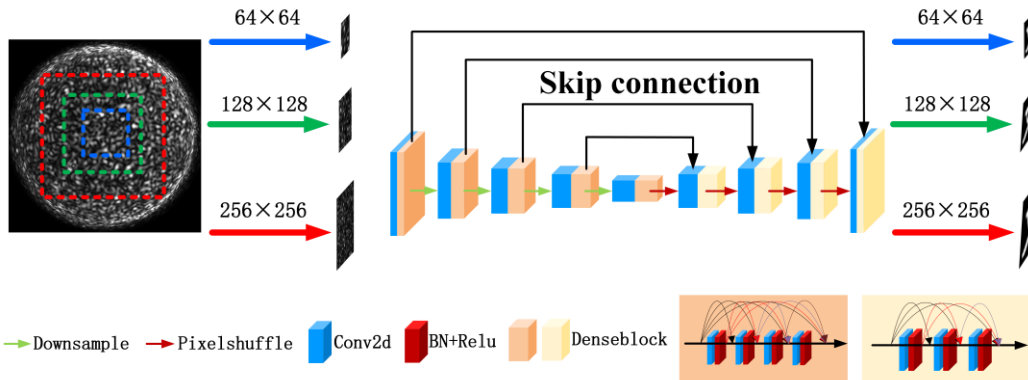 64×64
128×128
256×256
Skip connection
64×64
128×128
256×256
Downsample
Pixelshuffle
Conv2d
BN+Relu
Denseblock